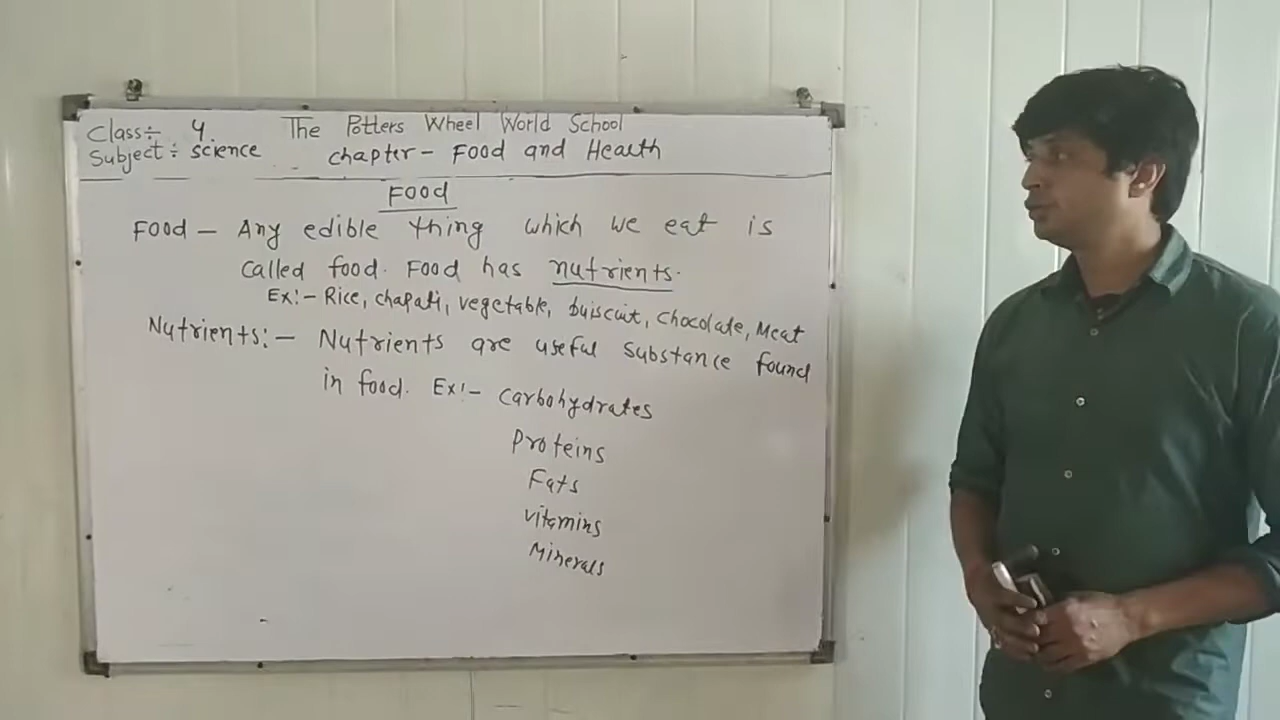 Class÷ 4. The Potters Wheel World School
Subject÷ science chapter- Food and Health
Food
Food - Any edible thing which we eat is
called food. Food has nutrients.
Ex:- Rice, chapati, vegetable, buiscuit, chocolate, Meat
Nutrients:- Nutrients are useful substance found
in food. Ex:- carbohydrates
Proteins
Fats
vitamins
Minerals